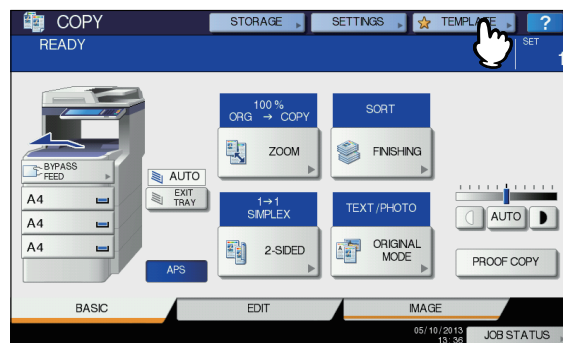 COPY
STORAGE
SETTINGS
TEMPLATE
?
READY
SET
1
100 %
ORG → COPY
ZOOM
SORT
FINISHING
BYPASS
FEED
AUTO
EXIT
TRAY
A4
A4
A4
1→1
SIMPLEX
2-SIDED
TEXT/PHOTO
ORIGINAL
MODE
AUTO
APS
PROOF COPY
BASIC
EDIT
IMAGE
05/10/2013
13:36
JOB STATUS